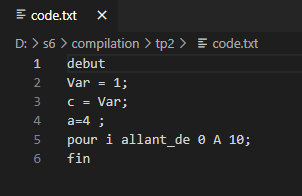 code.txt ×
D: > s6 > compilation > tp2 > code.txt
1 debut
2 Var = 1;
3 c = Var;
4 a=4 ;
5 pour i allant_de 0 A 10;
6 fin